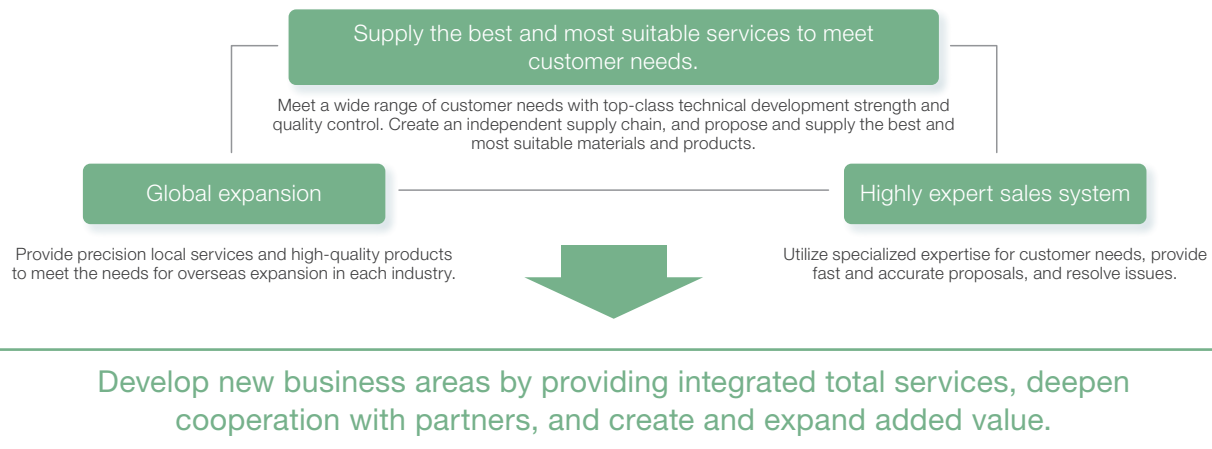 Supply the best and most suitable services to meet
customer needs.
Meet a wide range of customer needs with top-class technical development strength and
quality control. Create an independent supply chain, and propose and supply the best and
most suitable materials and products.
Global expansion
Provide precision local services and high-quality products
to meet the needs for overseas expansion in each industry.
Highly expert sales system
Utilize specialized expertise for customer needs, provide
fast and accurate proposals, and resolve issues.
Develop new business areas by providing integrated total services, deepen
cooperation with partners, and create and expand added value.